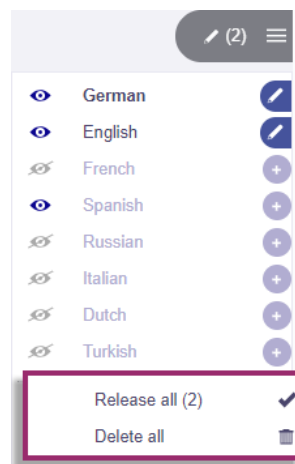 (2)
German
English
French
Spanish
Russian
Italian
Dutch
Turkish
Release all (2)
Delete all